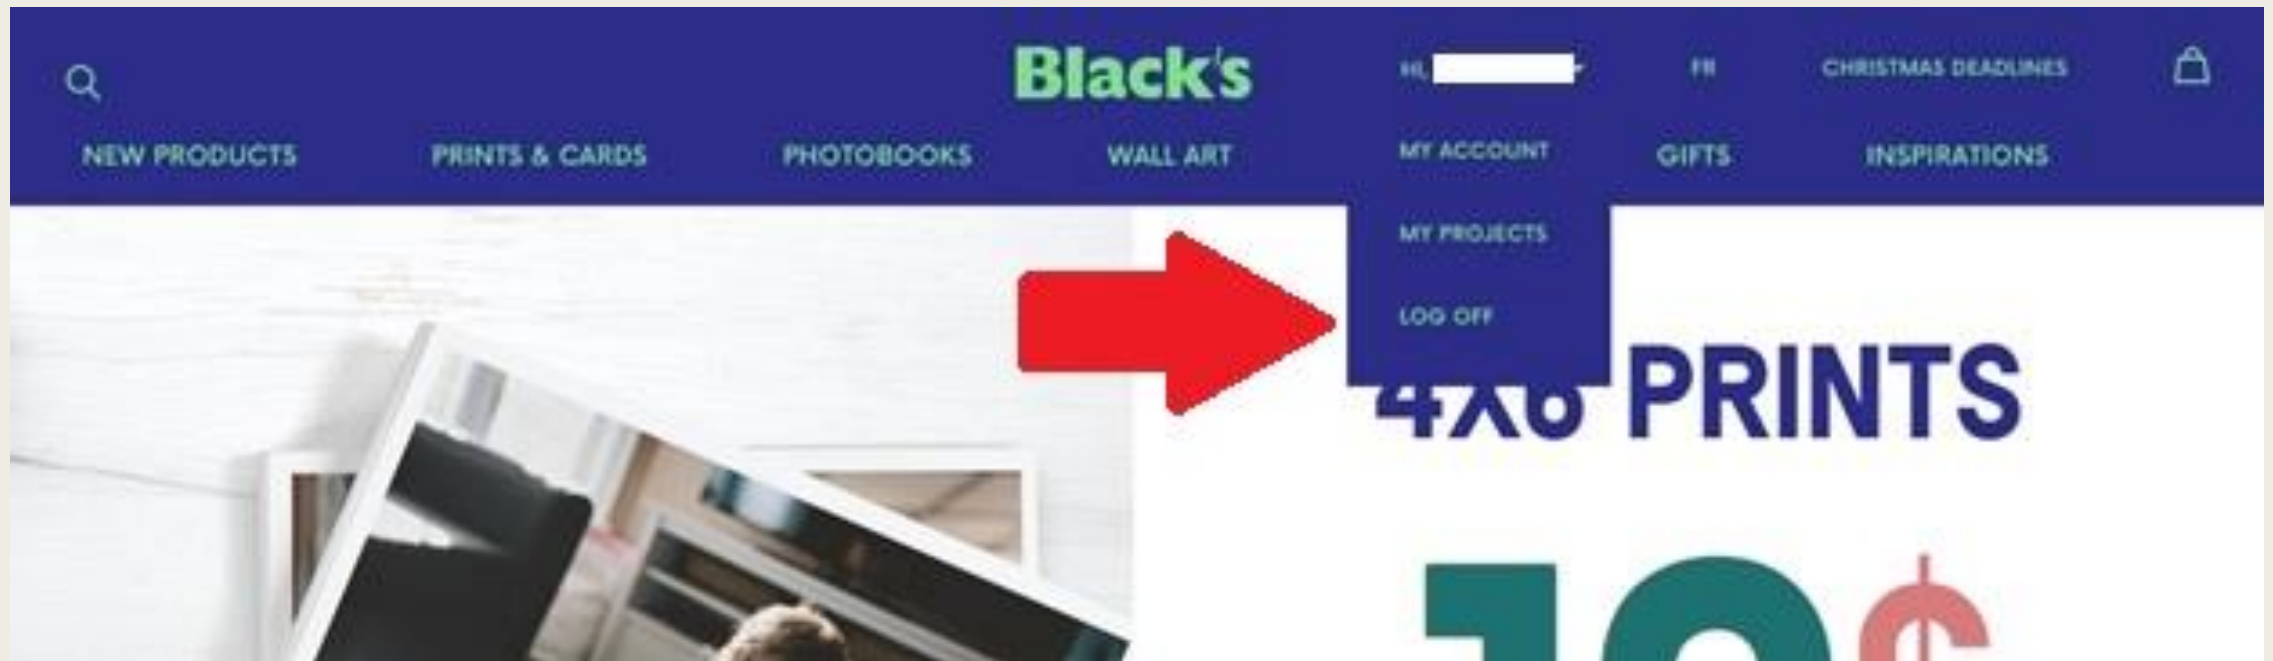 Black's
HI,
FR
CHRISTMAS DEADLINES
NEW PRODUCTS
PRINTS & CARDS
PHOTOBOOKS
WALL ART
MY ACCOUNT
GIFTS
INSPIRATIONS
MY PROJECTS
LOG OFF
4X6 PRINTS